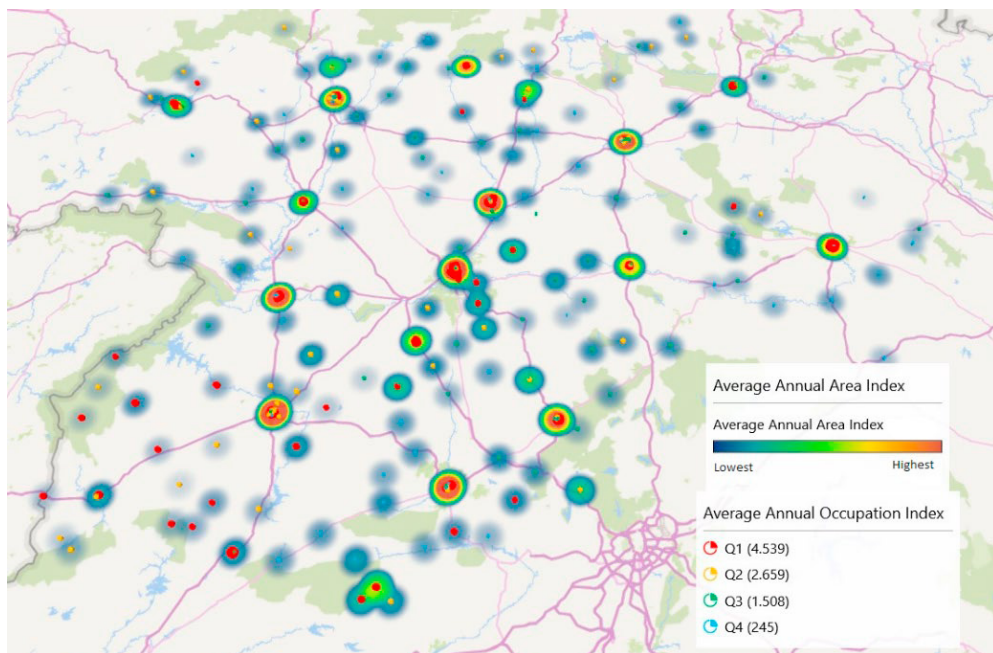 Average Annual Area Index
Average Annual Area Index
Lowest
Highest
Average Annual Occupation Index
Q1 (4.539)
Q2 (2.659)
Q3 (1.508)
Q4 (245)